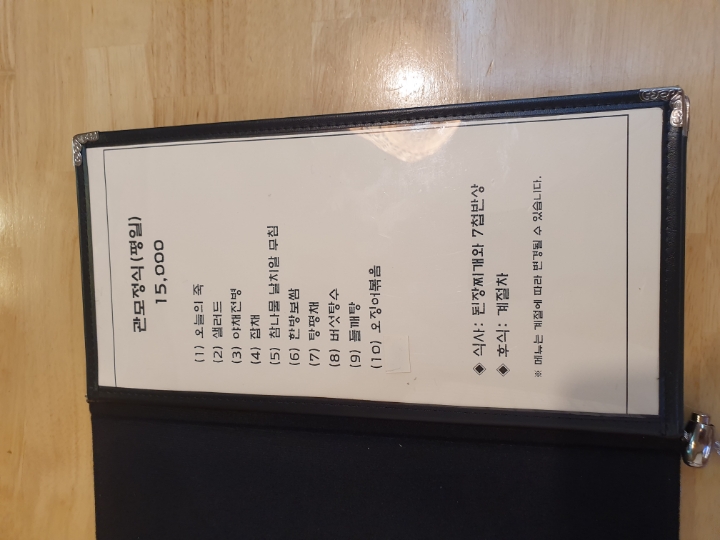 관모정식(평일)
15,000
(1) 오늘의 죽
(2) 샐러드
(3) 야채전병
(4) 잡채
(5) 참나물 날치알 무침
(6) 한방보쌈
(7) 탕평채
(8) 버섯탕수
(9) 들깨탕
(10) 오징어볶음
◆ 식사: 된장찌개와 7첩반상
◆ 후식: 계절차
※ 메뉴는 계절에 따라 변경될 수 있습니다.